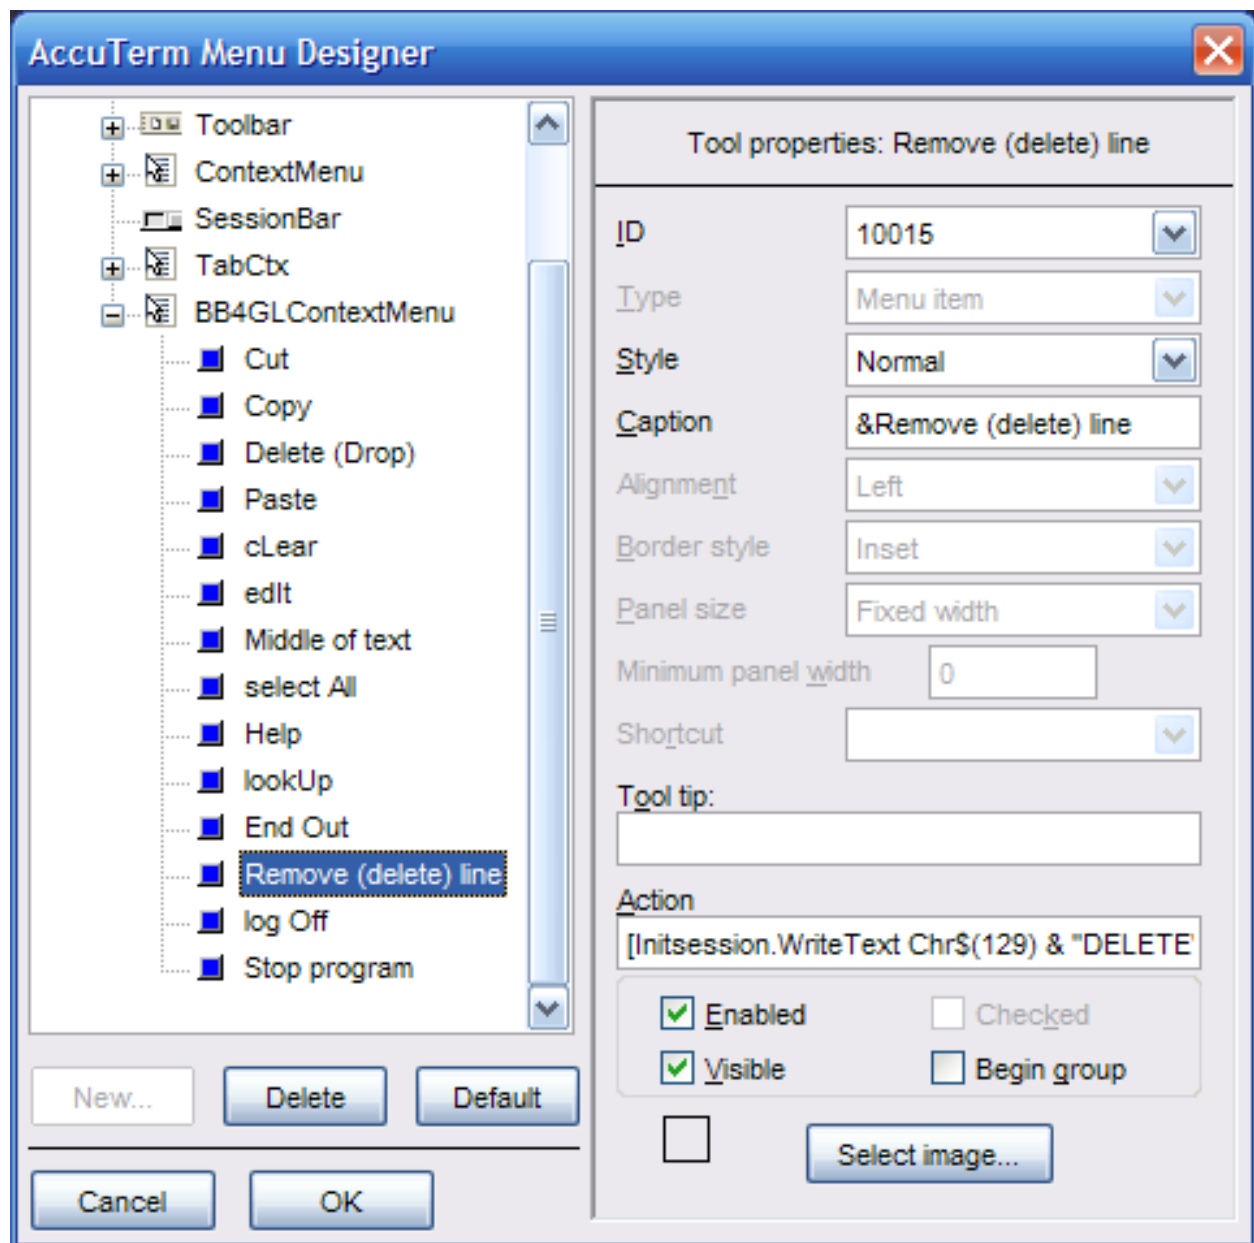 AccuTerm Menu Designer
Toolbar
ContextMenu
SessionBar
TabCtx
BB4GLContextMenu
Cut
Copy
Delete (Drop)
Paste
cLear
edIt
Middle of text
select All
Help
lookUp
End Out
Remove (delete) line
log Off
Stop program
New...
Delete
Default
Cancel
OK
Tool properties: Remove (delete) line
ID
10015
Type
Menu item
Style
Normal
Caption
&Remove (delete) line
Alignment
Left
Border style
Inset
Panel size
Fixed width
Minimum panel width
0
Shortcut
Tool tip:
Action
[Initsession.WriteText Chr$(129) & "DELETE"
Enabled
Checked
Visible
Begin group
Select image...